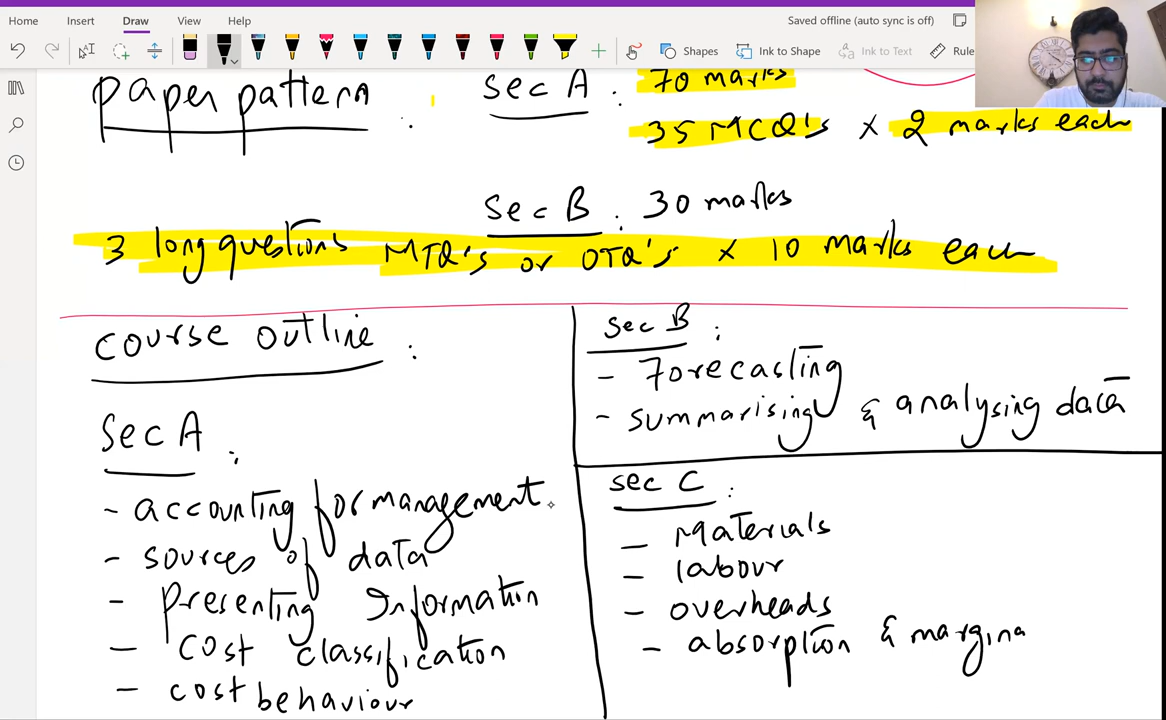 Home Insert Draw View Help
Saved offline (auto sync is off)
Shapes Ink to Shape Ink to Text Rule
paper pattern :
sec A : 70 marks
35 MCQ's x 2 marks each
sec B : 30 marks
3 long questions MTQ's or OTQ's x 10 marks each
course outline :
sec A :
- accounting for management
- sources of data
- presenting Information
- cost classification
- cost behaviour
sec B :
- Forecasting
- summarising & analysing data
sec C :
- Materials
- labour
- overheads
- absorption & margina